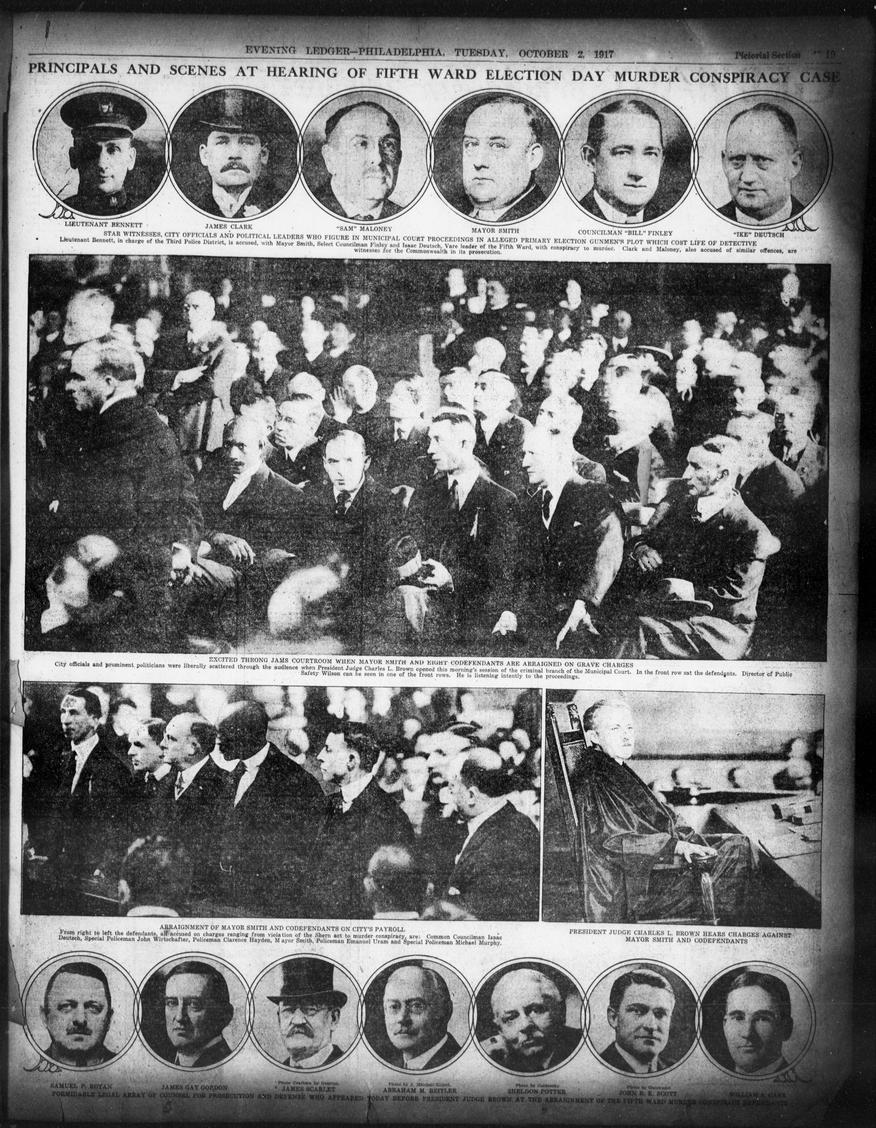 EVENING LEDGER—PHILADELPHIA, TUESDAY, OCTOBER 2, 1917 Pictorial Section 19
PRINCIPALS AND SCENES AT HEARING OF FIFTH WARD ELECTION DAY MURDER CONSPIRACY CASE
LIEUTENANT BENNETT JAMES CLARK "SAM" MALONEY MAYOR SMITH COUNCILMAN "BILL" FINLEY "IKE" DEUTSCH
STAR WITNESSES, CITY OFFICIALS AND POLITICAL LEADERS WHO FIGURE IN MUNICIPAL COURT PROCEEDINGS IN ALLEGED PRIMARY ELECTION GUNMEN'S PLOT WHICH COST LIFE OF DETECTIVE
Lieutenant Bennett, in charge of the Third Police District, is accused, with Mayor Smith, Select Councilman Finley and Isaac Deutsch, Vare leader of the Fifth Ward, with conspiracy to murder. Clark and Maloney, also accused of similar offences, are
witnesses for the Commonwealth in its prosecution.
EXCITED THRONG JAMS COURTROOM WHEN MAYOR SMITH AND EIGHT CODEFENDANTS ARE ARRAIGNED ON GRAVE CHARGES
City officials and prominent politicians were liberally scattered through the audience when President Judge Charles L. Brown opened this morning's session of the criminal branch of the Municipal Court. In the front row sat the defendants. Director of Public
Safety Wilson can be seen in one of the front rows. He is listening intently to the proceedings.
ARRAIGNMENT OF MAYOR SMITH AND CODEFENDANTS ON CITY'S PAYROLL
From right to left the defendants, all accused on charges ranging from violation of the Shern act to murder conspiracy, are: Common Councilman Isaac
Deutsch, Special Policeman John Wirtschafter, Policeman Clarence Hayden, Mayor Smith, Policeman Emanuel Uram and Special Policeman Michael Murphy.
PRESIDENT JUDGE CHARLES L. BROWN HEARS CHARGES AGAINST
MAYOR SMITH AND CODEFENDANTS
SAMUEL P. ROTAN JAMES GAY GORDON JAMES SCARLET ABRAHAM M. BEITLER SHELDON POTTER JOHN R. K. SCOTT WILLIAM A. GRAY
FORMIDABLE LEGAL ARRAY OF COUNSEL FOR PROSECUTION AND DEFENSE WHO APPEARED TODAY BEFORE PRESIDENT JUDGE BROWN AT THE ARRAIGNMENT OF THE FIFTH WARD MURDER CONSPIRACY DEFENDANTS